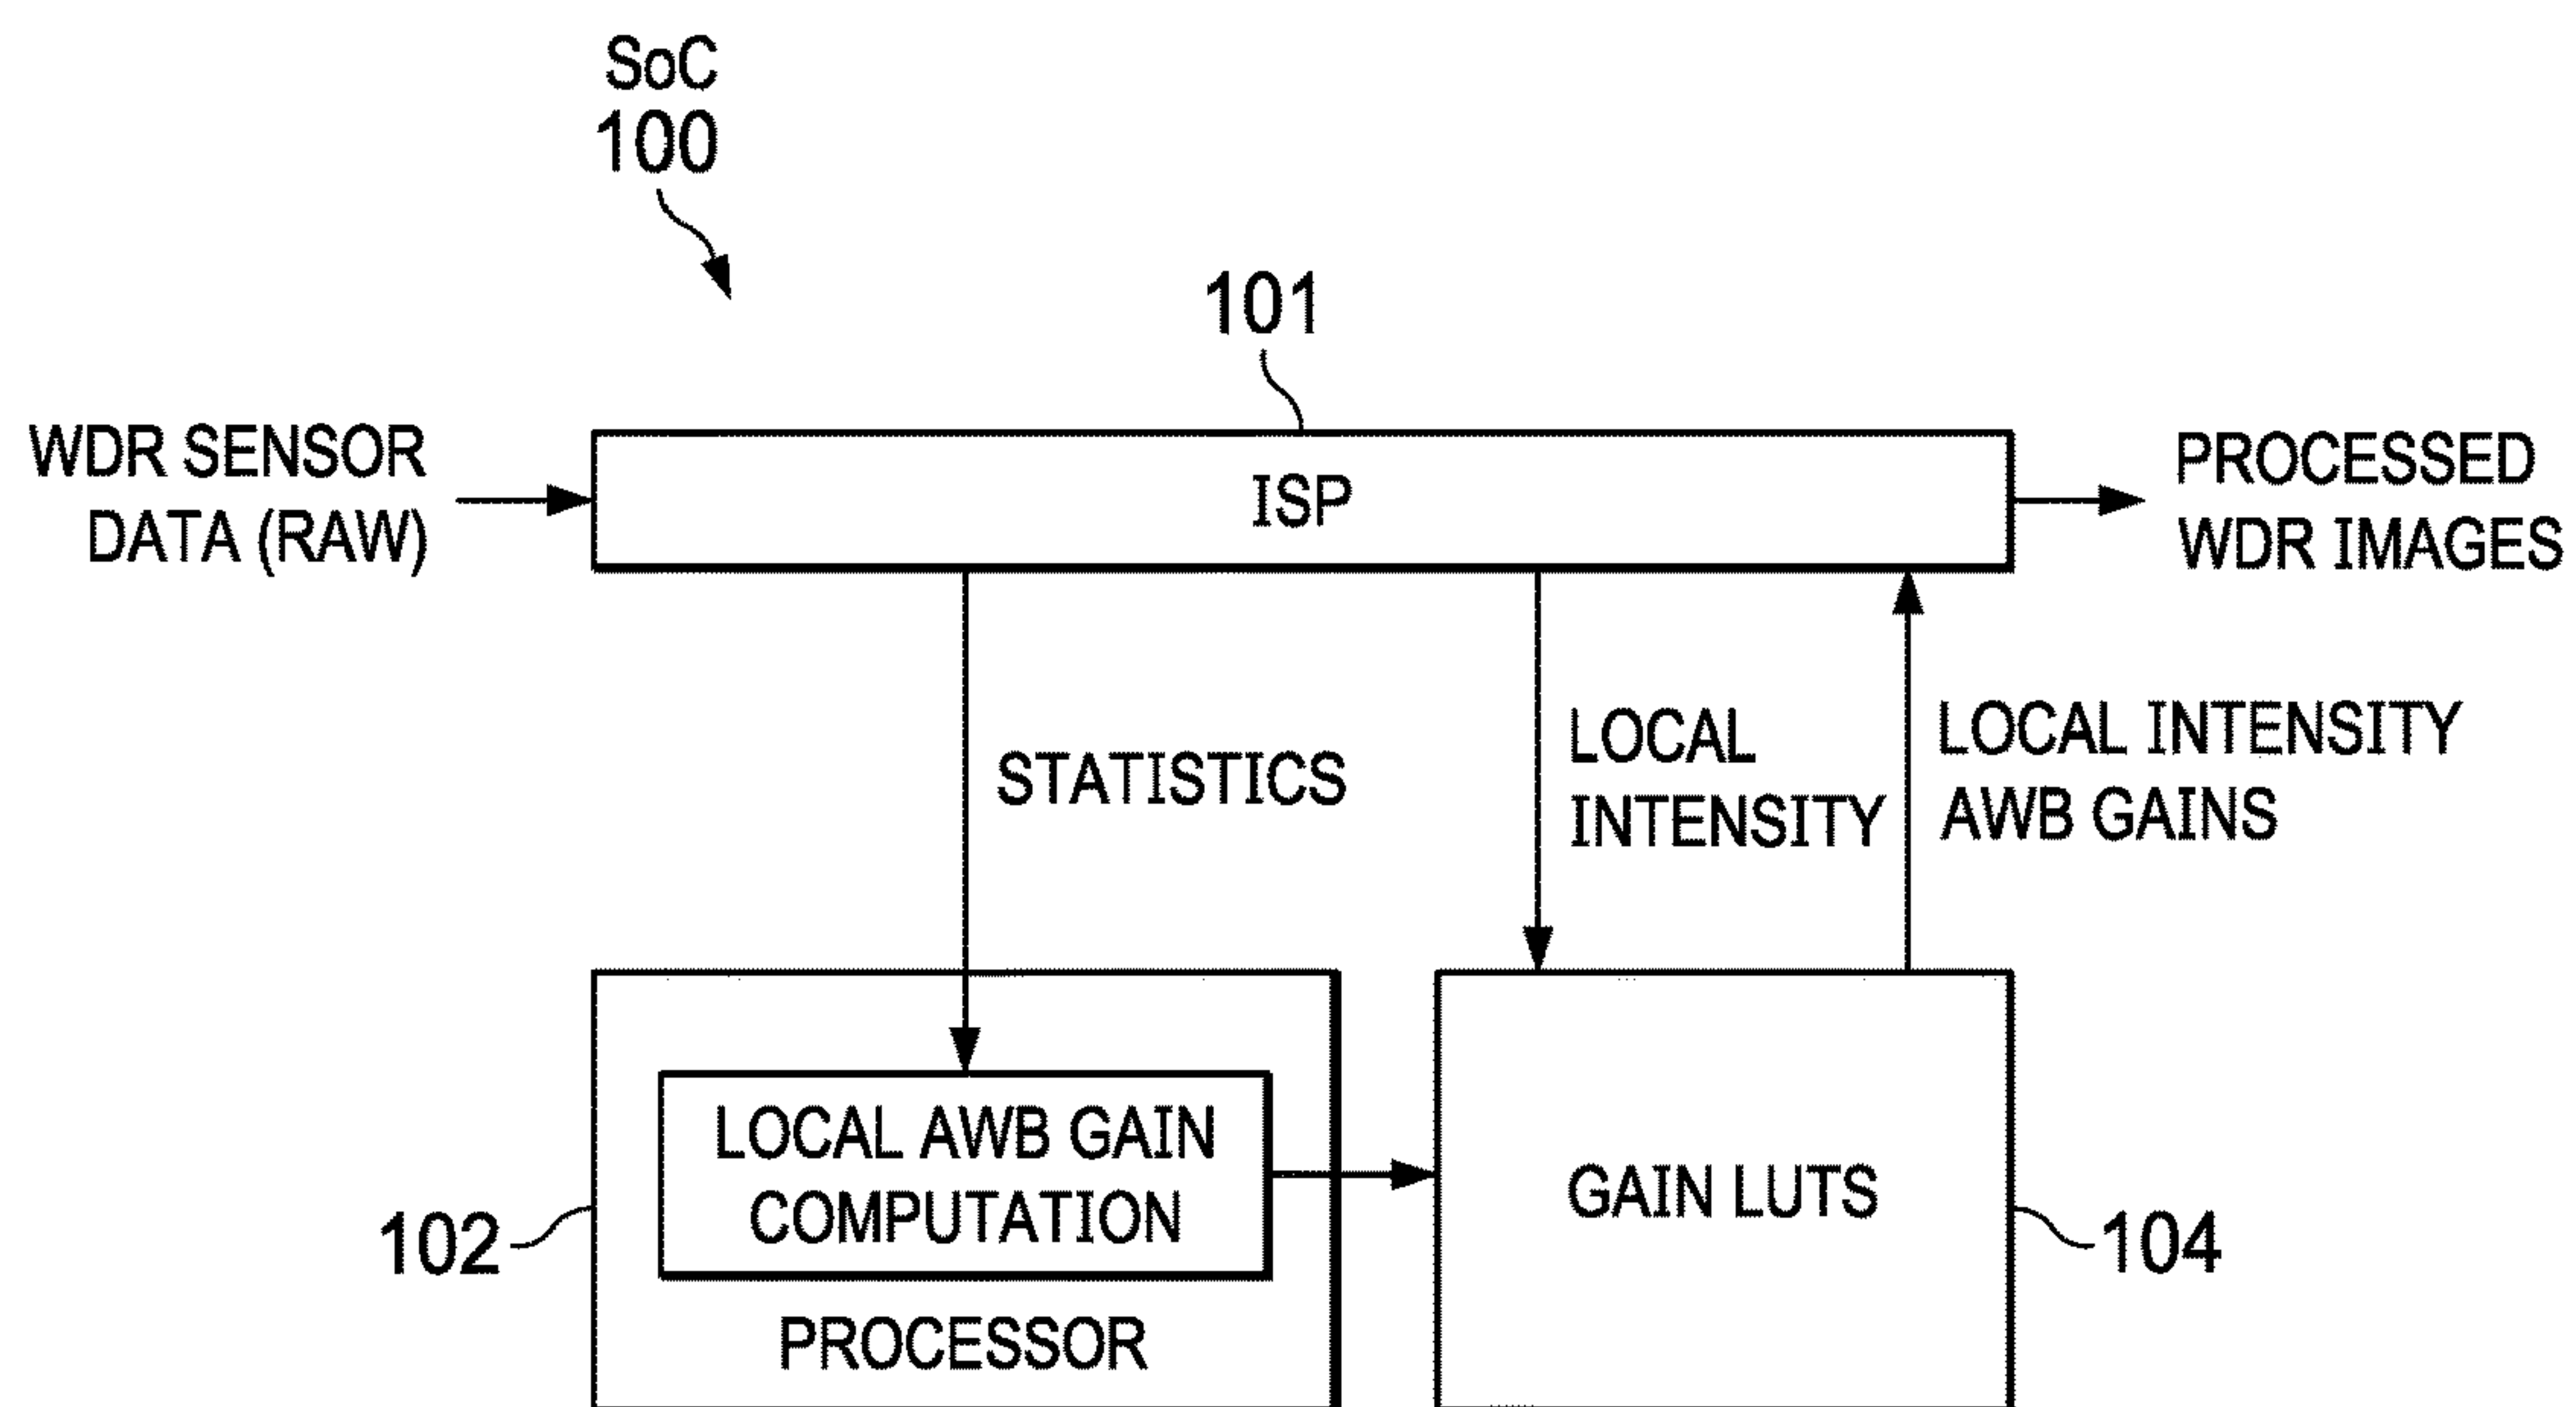 SoC
100
101
WDR SENSOR
DATA (RAW)
ISP
PROCESSED
WDR IMAGES
STATISTICS
LOCAL
INTENSITY
LOCAL INTENSITY
AWB GAINS
LOCAL AWB GAIN
COMPUTATION
PROCESSOR
102
GAIN LUTS
104